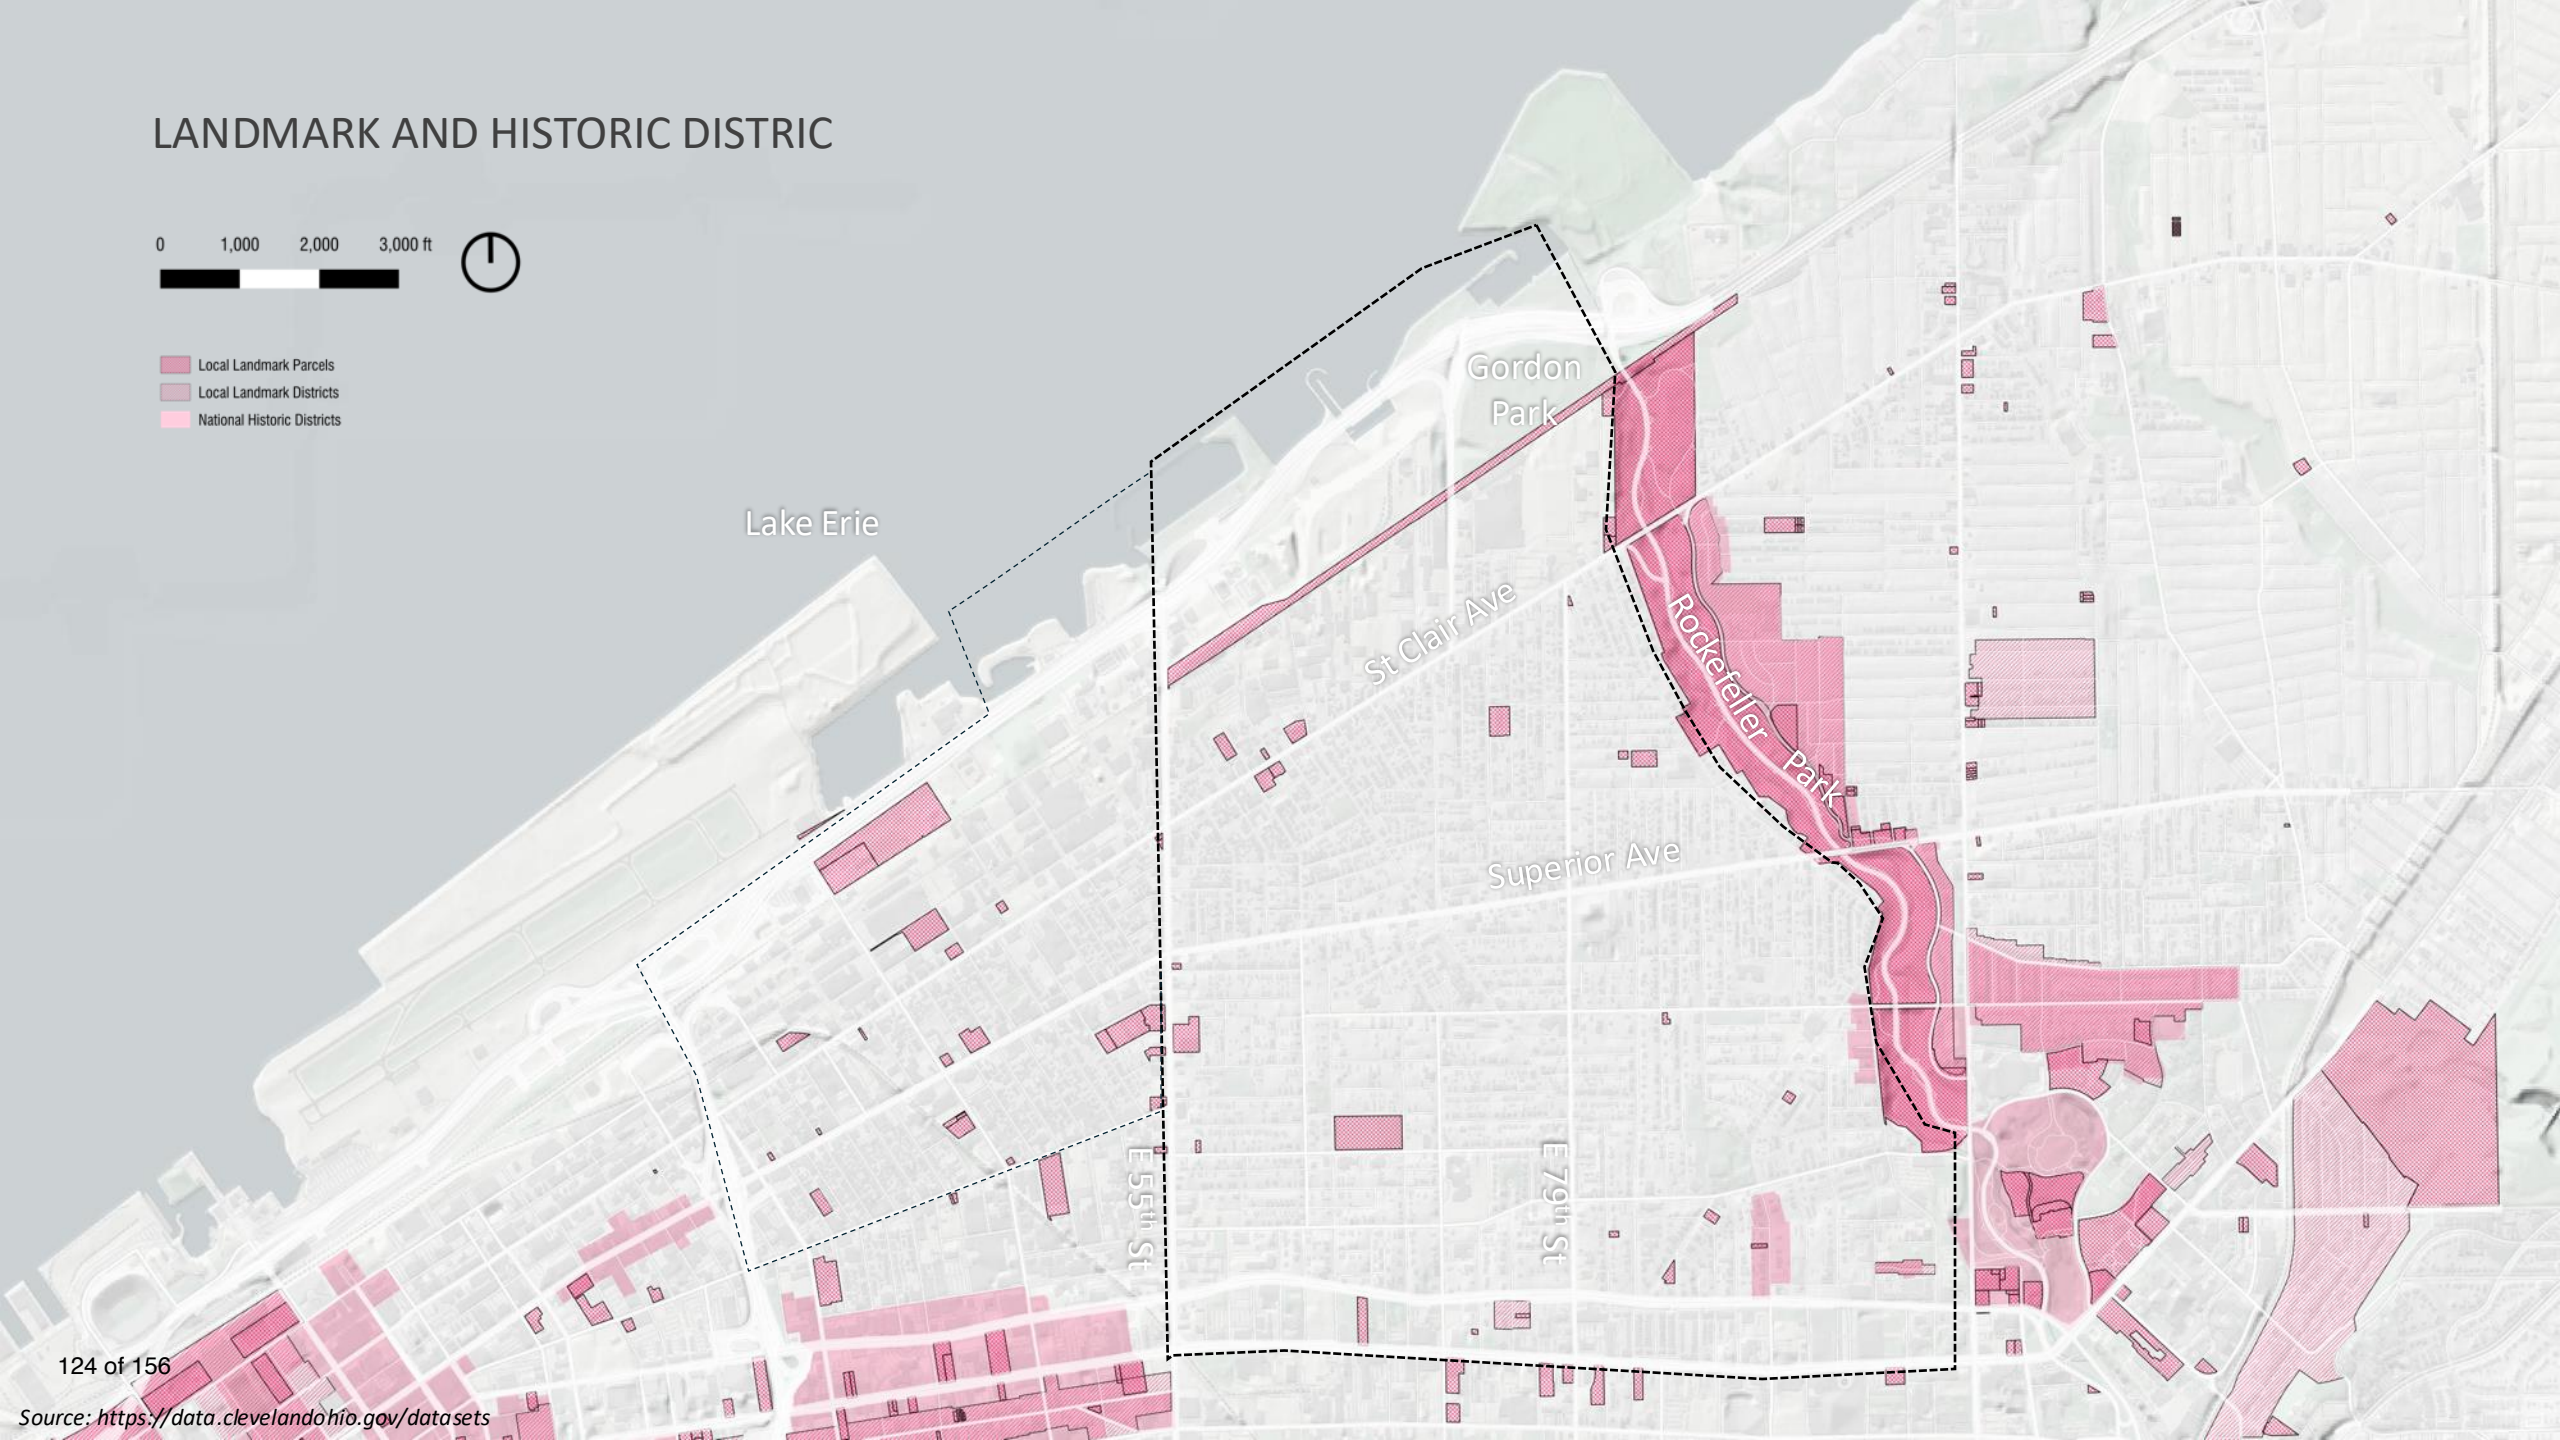 LANDMARK AND HISTORIC DISTRIC
0 1,000 2,000 3,000 ft
Local Landmark Parcels
Local Landmark Districts
National Historic Districts
Gordon
Park
Lake Erie
St Clair Ave
Rockefeller Park
Superior Ave
E 55th St
E 79th St
124 of 156
Source: https://data.clevelandohio.gov/datasets